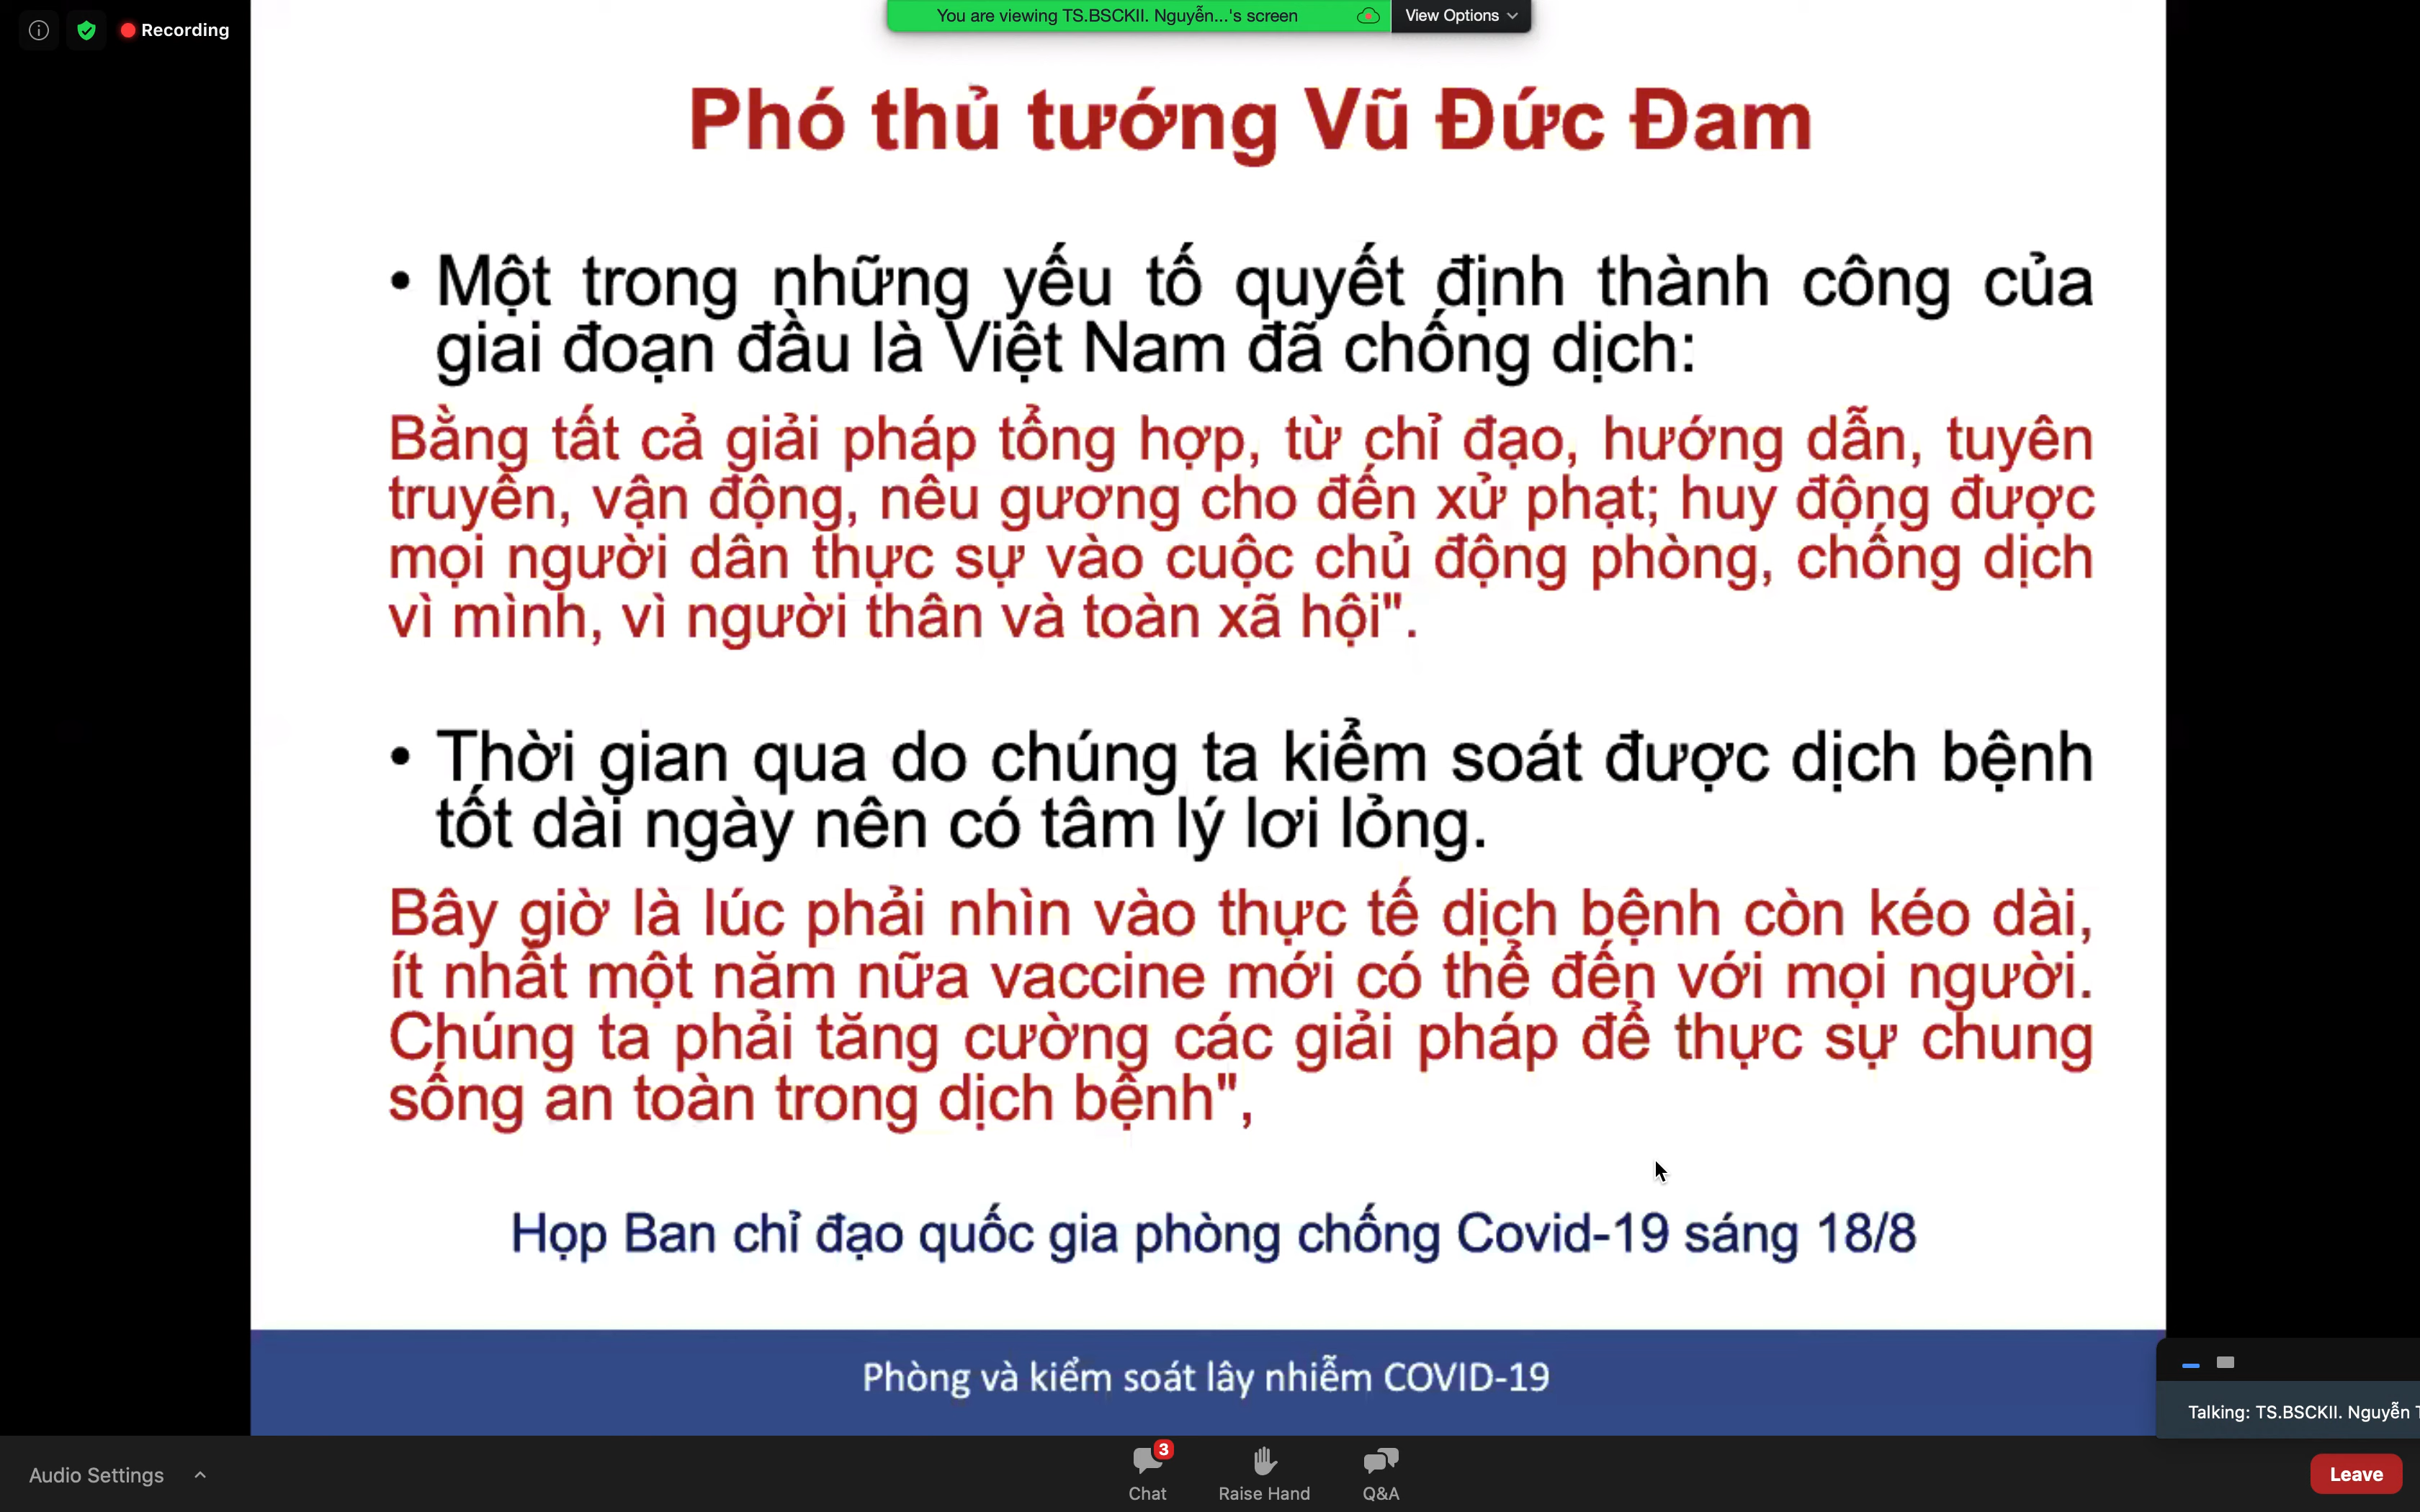 Recording
You are viewing TS.BSCKII. Nguyễn...'s screen
View Options
Phó thủ tướng Vũ Đức Đam
• Một trong những yếu tố quyết định thành công của
giai đoạn đầu là Việt Nam đã chống dịch:
Bằng tất cả giải pháp tổng hợp, từ chỉ đạo, hướng dẫn, tuyên
truyền, vận động, nêu gương cho đến xử phạt; huy động được
mọi người dân thực sự vào cuộc chủ động phòng, chống dịch
vì mình, vì người thân và toàn xã hội".
• Thời gian qua do chúng ta kiểm soát được dịch bệnh
tốt dài ngày nên có tâm lý lơi lỏng.
Bây giờ là lúc phải nhìn vào thực tế dịch bệnh còn kéo dài,
ít nhất một năm nữa vaccine mới có thể đến với mọi người.
Chúng ta phải tăng cường các giải pháp để thực sự chung
sống an toàn trong dịch bệnh",
Họp Ban chỉ đạo quốc gia phòng chống Covid-19 sáng 18/8
Phòng và kiểm soát lây nhiễm COVID-19
Talking: TS.BSCKII. Nguyễn T
Audio Settings
3
Chat
Raise Hand
Q&A
Leave